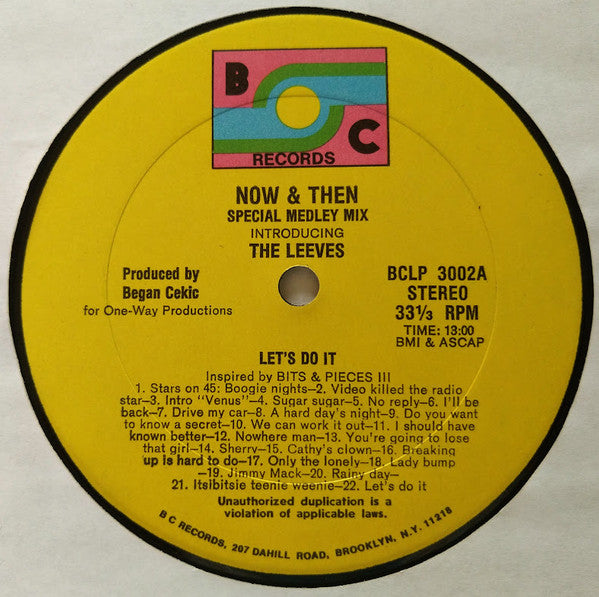 B
C
RECORDS
NOW & THEN
SPECIAL MEDLEY MIX
INTRODUCING
THE LEEVES
Produced by
Began Cekic
for One-Way Productions
BCLP 3002A
STEREO
33⅓ RPM
TIME: 13:00
BMI & ASCAP
LET'S DO IT
Inspired by BITS & PIECES III
1. Stars on 45: Boogie nights–2. Video killed the radio
star–3. Intro "Venus"–4. Sugar sugar–5. No reply–6. I'll be
back–7. Drive my car–8. A hard day's night–9. Do you want
to know a secret–10. We can work it out–11. I should have
known better–12. Nowhere man–13. You're going to lose
that girl–14. Sherry–15. Cathy's clown–16. Breaking
up is hard to do–17. Only the lonely–18. Lady bump
–19. Jimmy Mack–20. Rainy day–
21. Itsibitsie teenie weenie–22. Let's do it
Unauthorized duplication is a
violation of applicable laws.
B C RECORDS, 207 DAHILL ROAD, BROOKLYN, N.Y. 11218